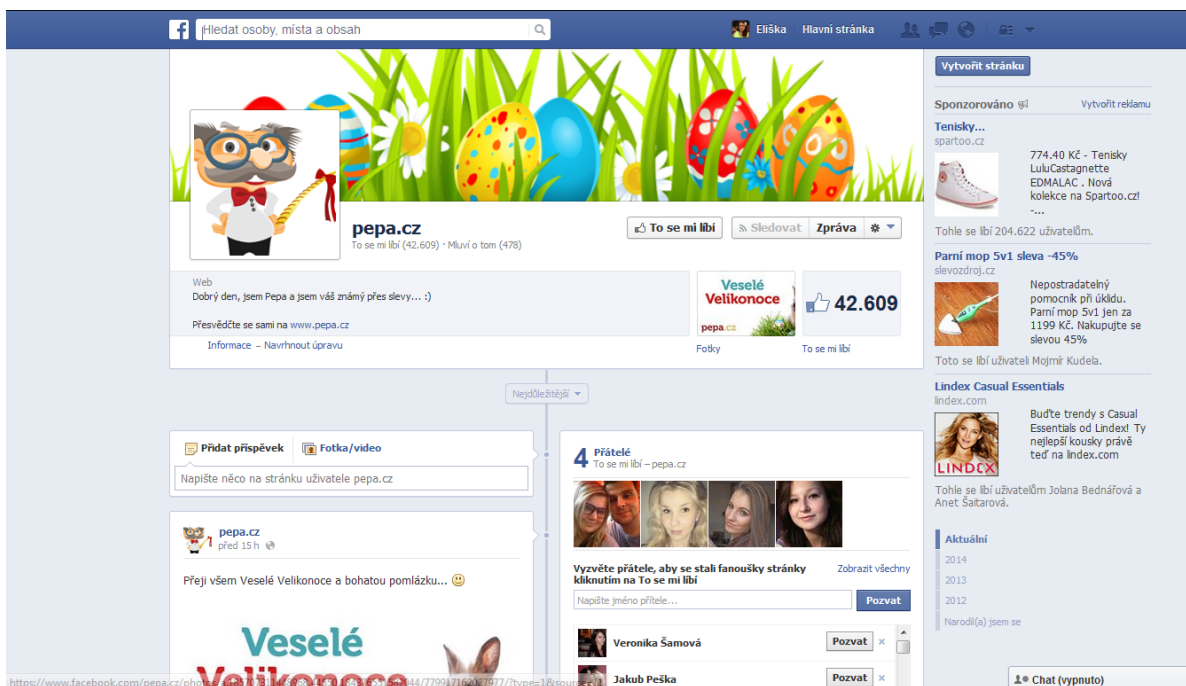 Hledat osoby, místa a obsah
Eliška
Hlavní stránka
pepa.cz
To se mi líbí (42.609) · Mluví o tom (478)
To se mi líbí
Sledovat
Zpráva
Web
Dobrý den, jsem Pepa a jsem váš známý přes slevy... :)
Přesvědčte se sami na www.pepa.cz
Informace – Navrhnout úpravu
Veselé
Velikonoce
pepa.cz
Fotky
42.609
To se mi líbí
Nejdůležitější
Přidat příspěvek
Fotka/video
Napište něco na stránku uživatele pepa.cz
pepa.cz
před 15 h
Přeji všem Veselé Velikonoce a bohatou pomlázku...
Veselé
Velikonoce
4 Přátelé
To se mi líbí – pepa.cz
Vyzvěte přátele, aby se stali fanoušky stránky
kliknutím na To se mi líbí
Zobrazit všechny
Napište jméno přítele...
Pozvat
Veronika Šamová
Pozvat
Jakub Peška
Pozvat
Vytvořit stránku
Sponzorováno
Vytvořit reklamu
Tenisky...
spartoo.cz
774.40 Kč - Tenisky
LuluCastagnette
EDMALAC . Nová
kolekce na Spartoo.cz!
-...
Tohle se líbí 204.622 uživatelům.
Parní mop 5v1 sleva -45%
slevozdroj.cz
Nepostradatelný
pomocník při úklidu.
Parní mop 5v1 jen za
1199 Kč. Nakupujte se
slevou 45%
Toto se líbí uživateli Mojmír Kudela.
Lindex Casual Essentials
lindex.com
LINDEX
Buďte trendy s Casual
Essentials od Lindex! Ty
nejlepší kousky právě
teď na lindex.com
Tohle se líbí uživatelům Jolana Bednářová a
Anet Šaitarová.
Aktuální
2014
2013
2012
Narodil(a) jsem se
Chat (vypnuto)